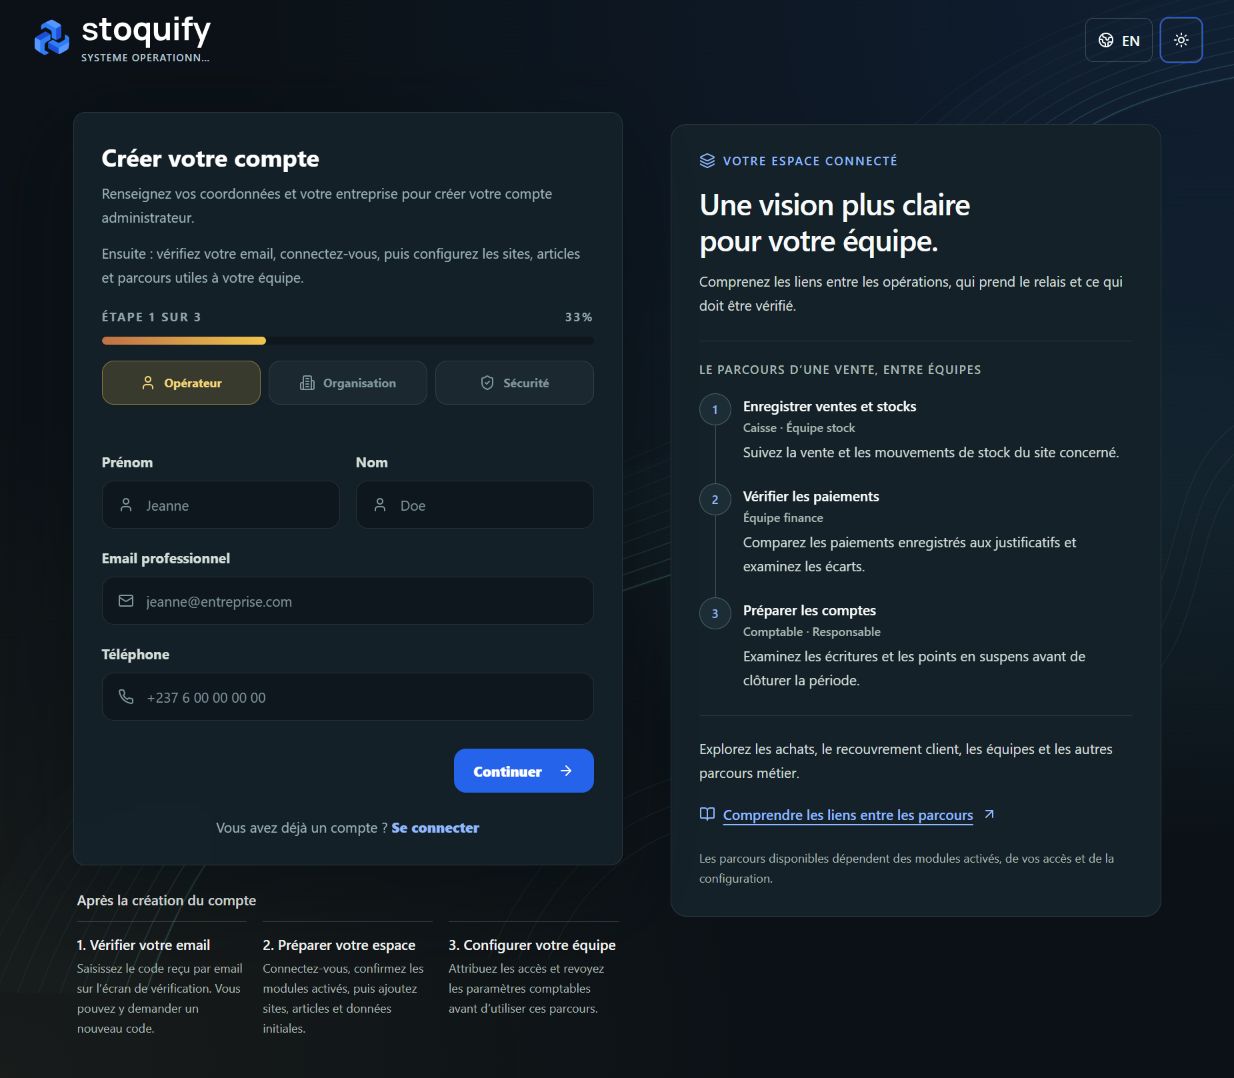 stoquify
SYSTEME OPÉRATIONN...
EN
Créer votre compte
Renseignez vos coordonnées et votre entreprise pour créer votre compte
administrateur.
Ensuite : vérifiez votre email, connectez-vous, puis configurez les sites, articles
et parcours utiles à votre équipe.
ÉTAPE 1 SUR 3
33%
Opérateur
Organisation
Sécurité
Prénom
Nom
Jeanne
Doe
Email professionnel
jeanne@entreprise.com
Téléphone
+237 6 00 00 00 00
Continuer
Vous avez déjà un compte ? Se connecter
Après la création du compte
1. Vérifier votre email
Saisissez le code reçu par email
sur l'écran de vérification. Vous
pouvez y demander un
nouveau code.
2. Préparer votre espace
Connectez-vous, confirmez les
modules activés, puis ajoutez
sites, articles et données
initiales.
3. Configurer votre équipe
Attribuez les accès et revoyez
les paramètres comptables
avant d'utiliser ces parcours.
VOTRE ESPACE CONNECTÉ
Une vision plus claire
pour votre équipe.
Comprenez les liens entre les opérations, qui prend le relais et ce qui
doit être vérifié.
LE PARCOURS D'UNE VENTE, ENTRE ÉQUIPES
1
Enregistrer ventes et stocks
Caisse · Équipe stock
Suivez la vente et les mouvements de stock du site concerné.
2
Vérifier les paiements
Équipe finance
Comparez les paiements enregistrés aux justificatifs et
examinez les écarts.
3
Préparer les comptes
Comptable · Responsable
Examinez les écritures et les points en suspens avant de
clôturer la période.
Explorez les achats, le recouvrement client, les équipes et les autres
parcours métier.
Comprendre les liens entre les parcours
Les parcours disponibles dépendent des modules activés, de vos accès et de la
configuration.